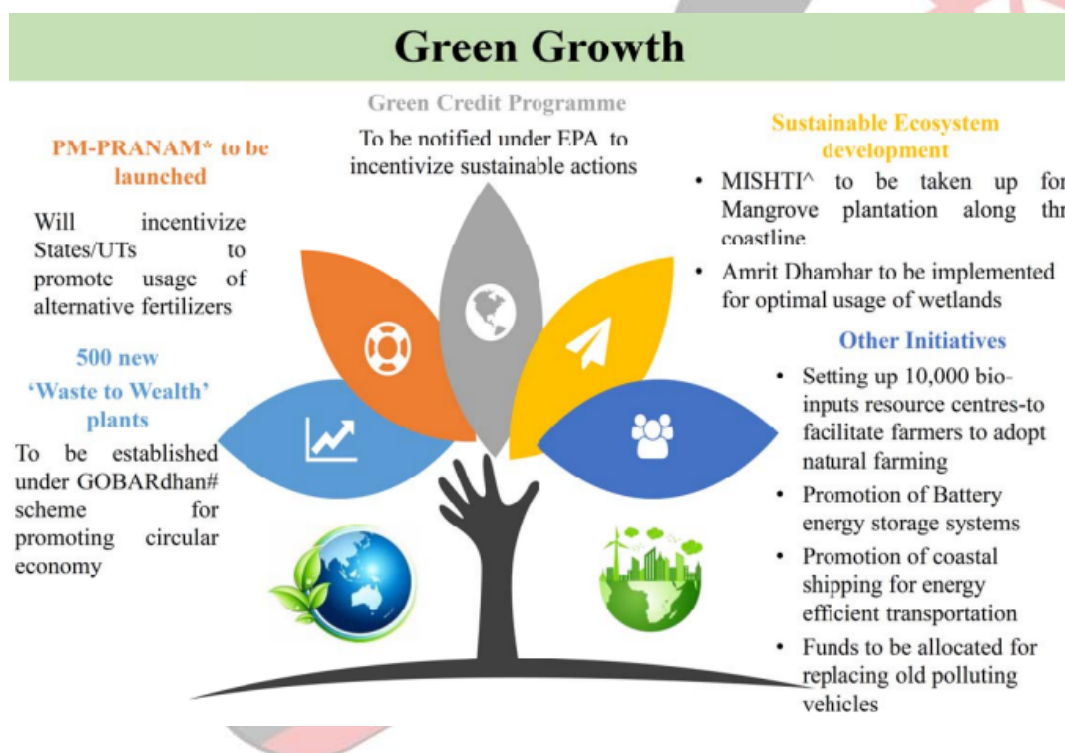 Green Growth
Green Credit Programme
To be notified under EPA to
incentivize sustainable actions
PM-PRANAM* to be
launched
Will incentivize
States/UTs to
promote usage of
alternative fertilizers
500 new
‘Waste to Wealth’
plants
To be established
under GOBARdhan#
scheme for
promoting circular
economy
Sustainable Ecosystem
development
• MISHTI^ to be taken up for
Mangrove plantation along
coastline
• Amrit Dharohar to be implemented
for optimal usage of wetlands
Other Initiatives
• Setting up 10,000 bio-
inputs resource centres-to
facilitate farmers to adopt
natural farming
• Promotion of Battery
energy storage systems
• Promotion of coastal
shipping for energy
efficient transportation
• Funds to be allocated for
replacing old polluting
vehicles